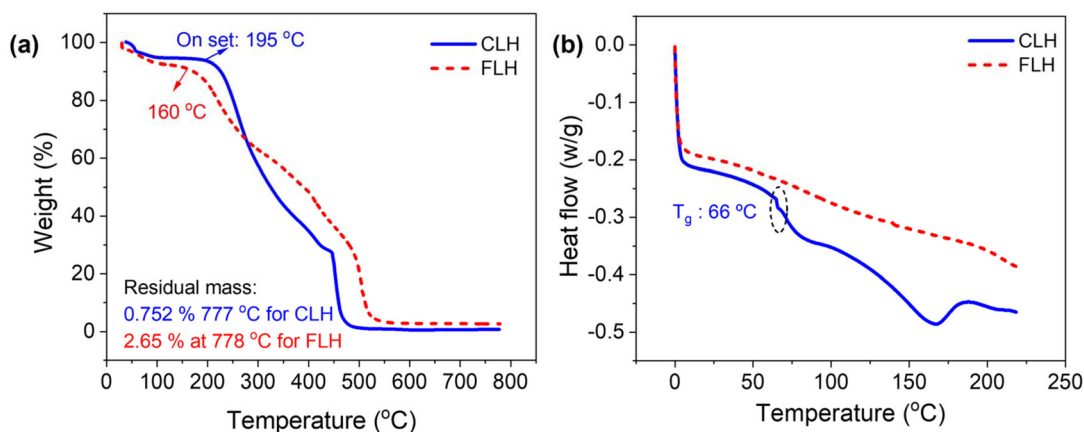 (a)
On set: 195 °C
CLH
FLH
160 °C
Residual mass:
0.752 % 777 °C for CLH
2.65 % at 778 °C for FLH
Weight (%)
100
80
60
40
20
0
0 100 200 300 400 500 600 700 800
Temperature (°C)
(b)
CLH
FLH
Tg : 66 °C
Heat flow (w/g)
0.0
-0.1
-0.2
-0.3
-0.4
-0.5
0 50 100 150 200 250
Temperature (°C)